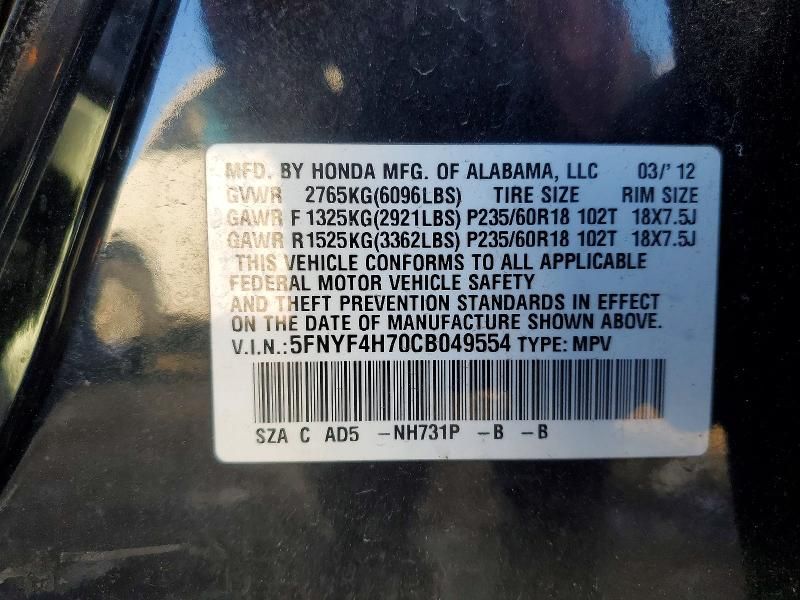 MFD. BY HONDA MFG. OF ALABAMA, LLC 03/'12
GVWR 2765KG(6096LBS) TIRE SIZE RIM SIZE
GAWR F 1325KG(2921LBS) P235/60R18 102T 18X7.5J
GAWR R1525KG(3362LBS) P235/60R18 102T 18X7.5J
THIS VEHICLE CONFORMS TO ALL APPLICABLE
FEDERAL MOTOR VEHICLE SAFETY
AND THEFT PREVENTION STANDARDS IN EFFECT
ON THE DATE OF MANUFACTURE SHOWN ABOVE.
V.I.N.:5FNYF4H70CB049554 TYPE: MPV
SZA C AD5 -NH731P -B -B